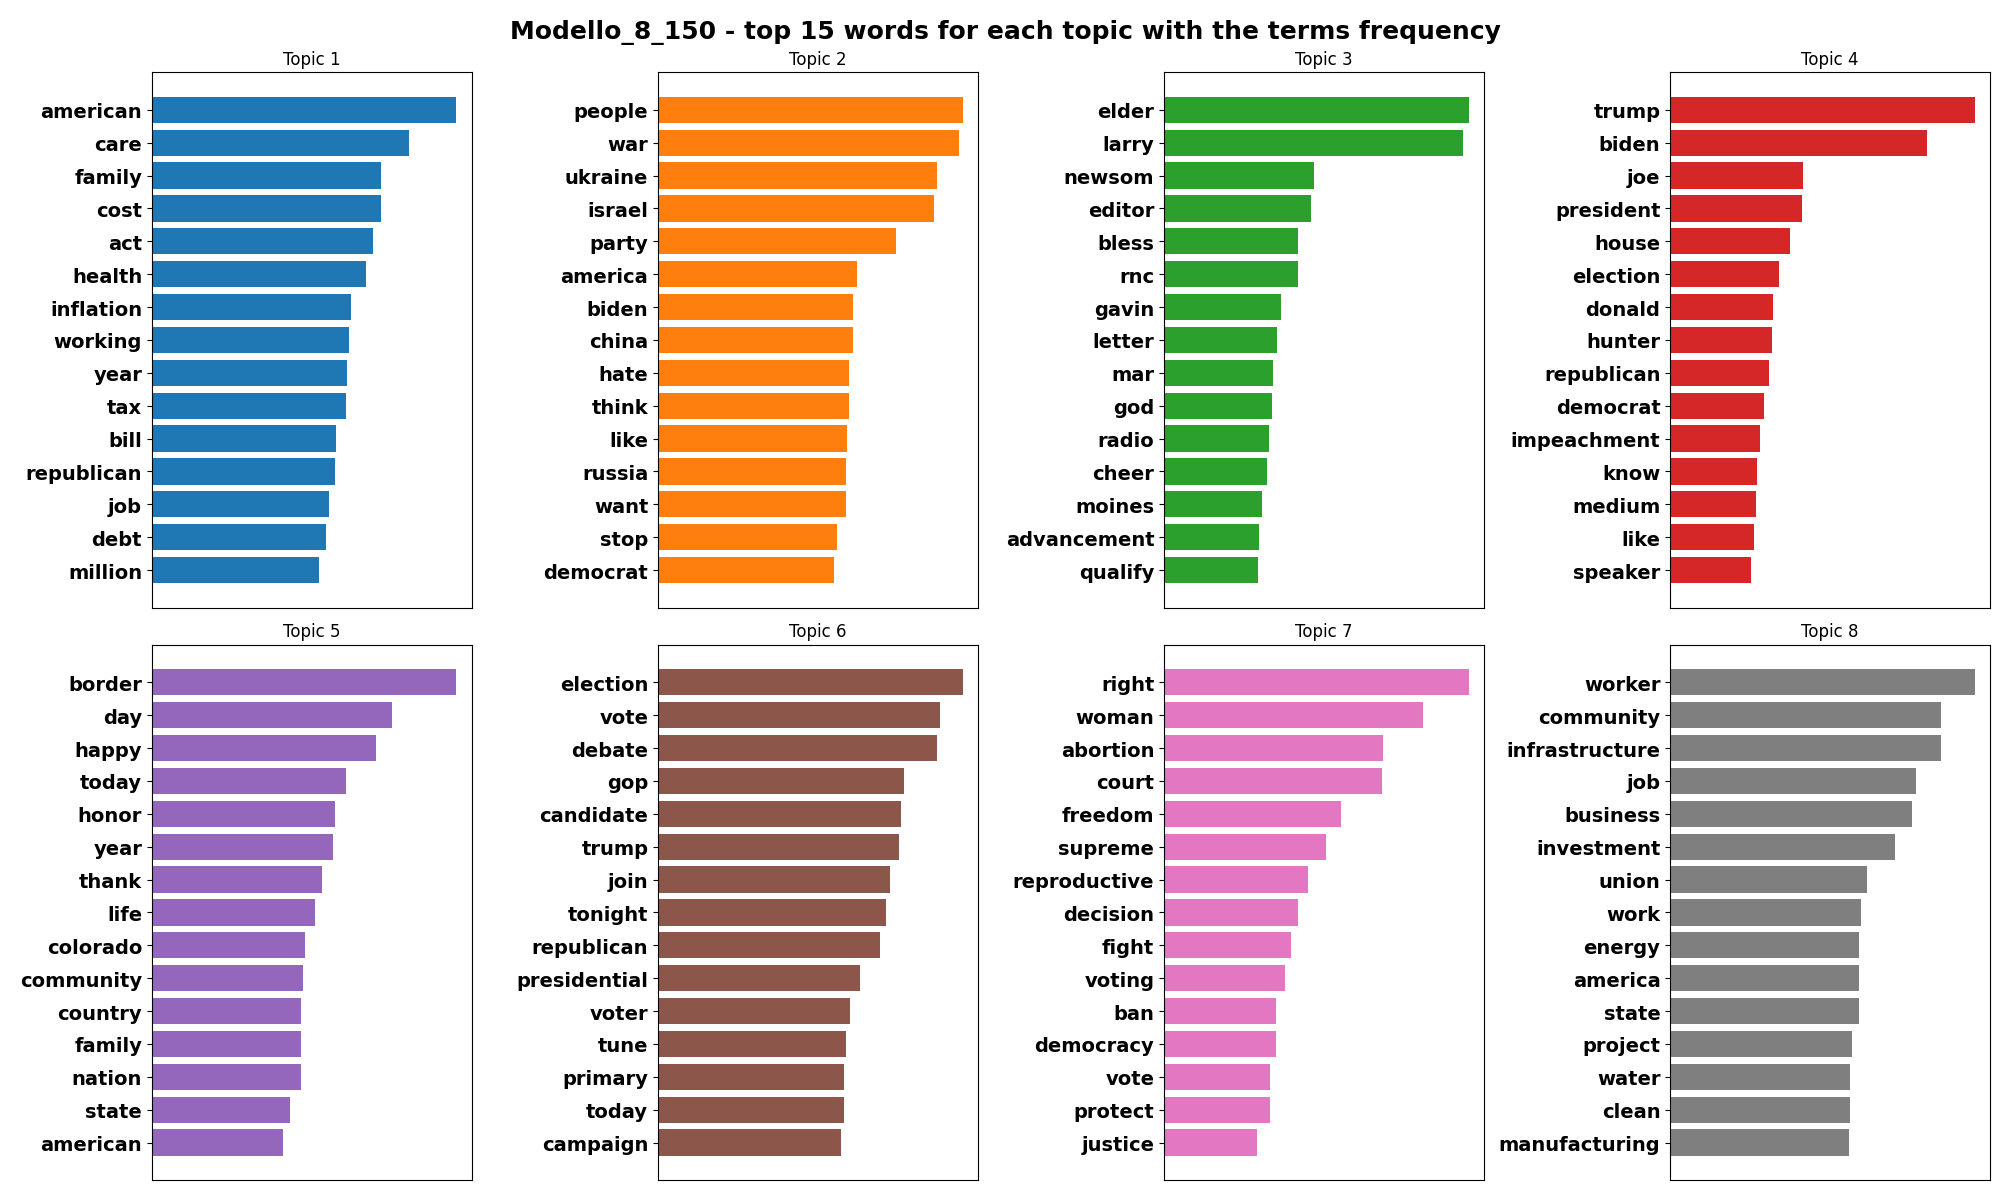 Modello_8_150 - top 15 words for each topic with the terms frequency
Topic 1
american
care
family
cost
act
health
inflation
working
year
tax
bill
republican
job
debt
million
Topic 2
people
war
ukraine
israel
party
america
biden
china
hate
think
like
russia
want
stop
democrat
Topic 3
elder
larry
newsom
editor
bless
rnc
gavin
letter
mar
god
radio
cheer
moines
advancement
qualify
Topic 4
trump
biden
joe
president
house
election
donald
hunter
republican
democrat
impeachment
know
medium
like
speaker
Topic 5
border
day
happy
today
honor
year
thank
life
colorado
community
country
family
nation
state
american
Topic 6
election
vote
debate
gop
candidate
trump
join
tonight
republican
presidential
voter
tune
primary
today
campaign
Topic 7
right
woman
abortion
court
freedom
supreme
reproductive
decision
fight
voting
ban
democracy
vote
protect
justice
Topic 8
worker
community
infrastructure
job
business
investment
union
work
energy
america
state
project
water
clean
manufacturing